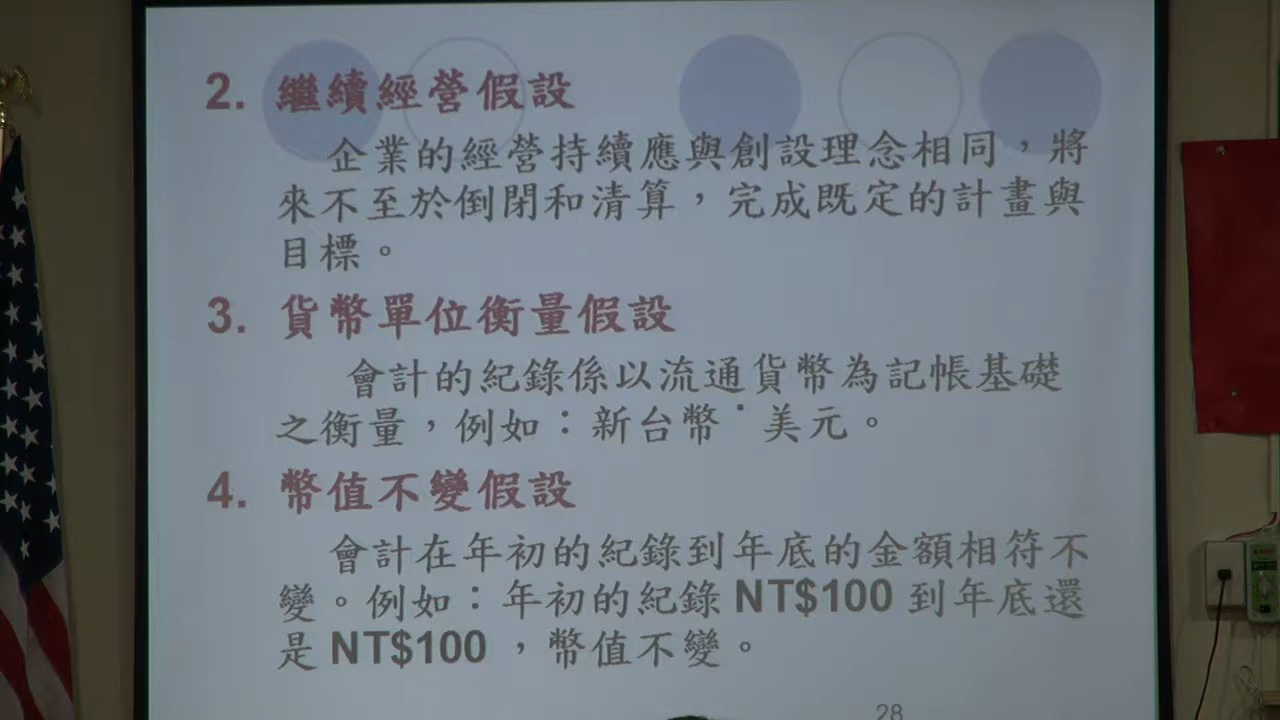 2. 繼續經營假設
企業的經營持續應與創設理念相同，將
來不至於倒閉和清算，完成既定的計畫與
目標。
3. 貨幣單位衡量假設
會計的紀錄係以流通貨幣為記帳基礎
之衡量，例如：新台幣˙美元。
4. 幣值不變假設
會計在年初的紀錄到年底的金額相符不
變。例如：年初的紀錄 NT$100 到年底還
是 NT$100 ，幣值不變。
28